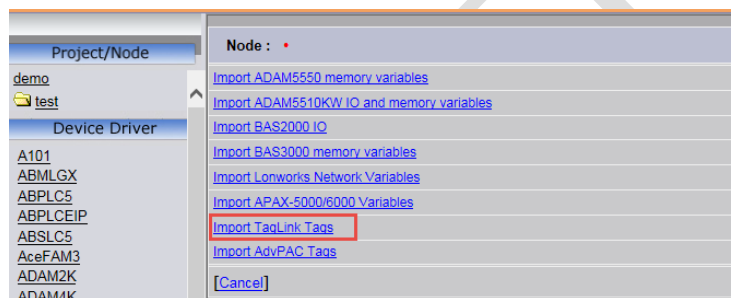 Project/Node
demo
test
Device Driver
A101
ABMLGX
ABPLC5
ABPLCEIP
ABSLC5
AceFAM3
ADAM2K
ADAM4K
Node : •
Import ADAM5550 memory variables
Import ADAM5510KW IO and memory variables
Import BAS2000 IO
Import BAS3000 memory variables
Import Lonworks Network Variables
Import APAX-5000/6000 Variables
Import TagLink Tags
Import AdvPAC Tags
[Cancel]